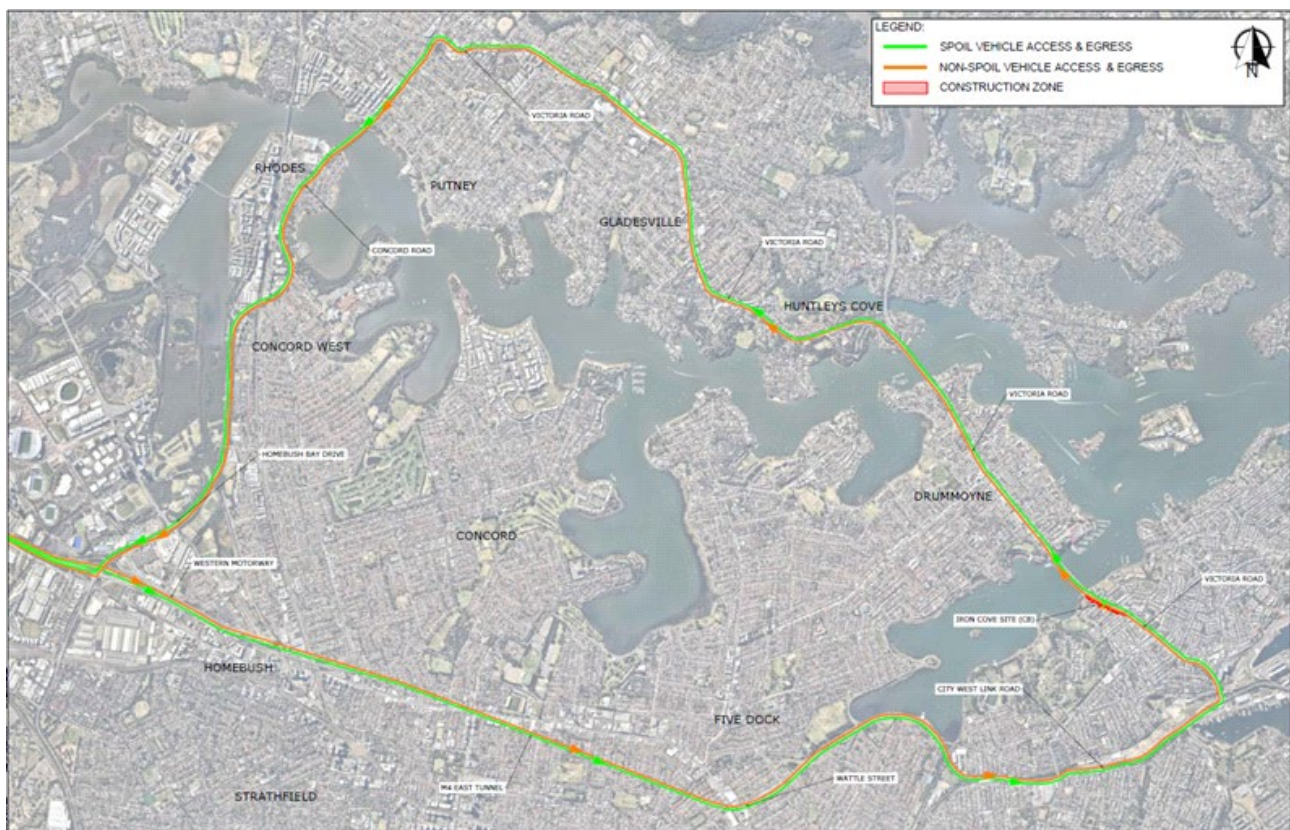 LEGEND:
SPOIL VEHICLE ACCESS & EGRESS
NON-SPOIL VEHICLE ACCESS & EGRESS
CONSTRUCTION ZONE
N
VICTORIA ROAD
RHODES
PUTNEY
GLADESVILLE
CONCORD ROAD
VICTORIA ROAD
HUNTLEYS COVE
CONCORD WEST
VICTORIA ROAD
HOMEBUSH BAY DRIVE
DRUMMOYNE
CONCORD
WESTERN MOTORWAY
VICTORIA ROAD
IRON COVE SITE (C8)
HOMEBUSH
CITY WEST LINK ROAD
FIVE DOCK
WATTLE STREET
M4 EAST TUNNEL
STRATHFIELD